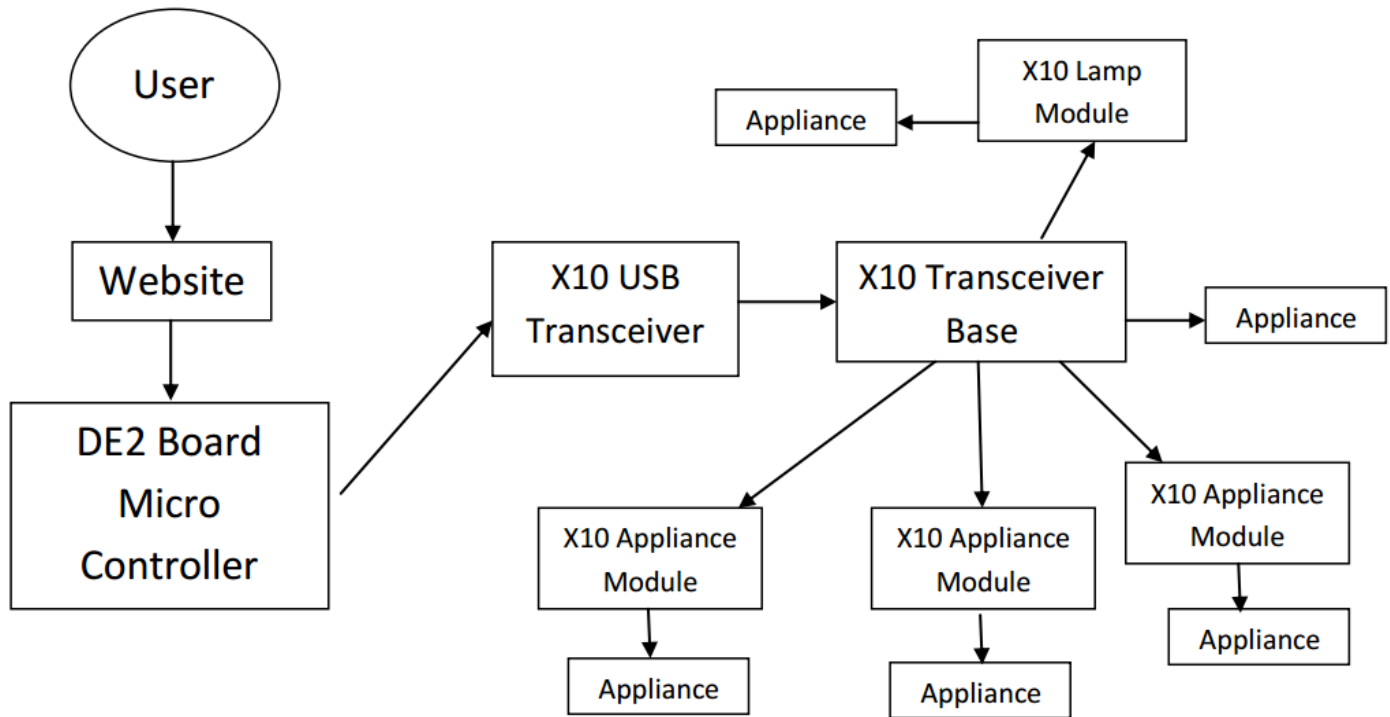 User
Website
DE2 Board
Micro
Controller
X10 USB
Transceiver
X10 Transceiver
Base
X10 Lamp
Module
Appliance
Appliance
X10 Appliance
Module
Appliance
X10 Appliance
Module
Appliance
X10 Appliance
Module
Appliance